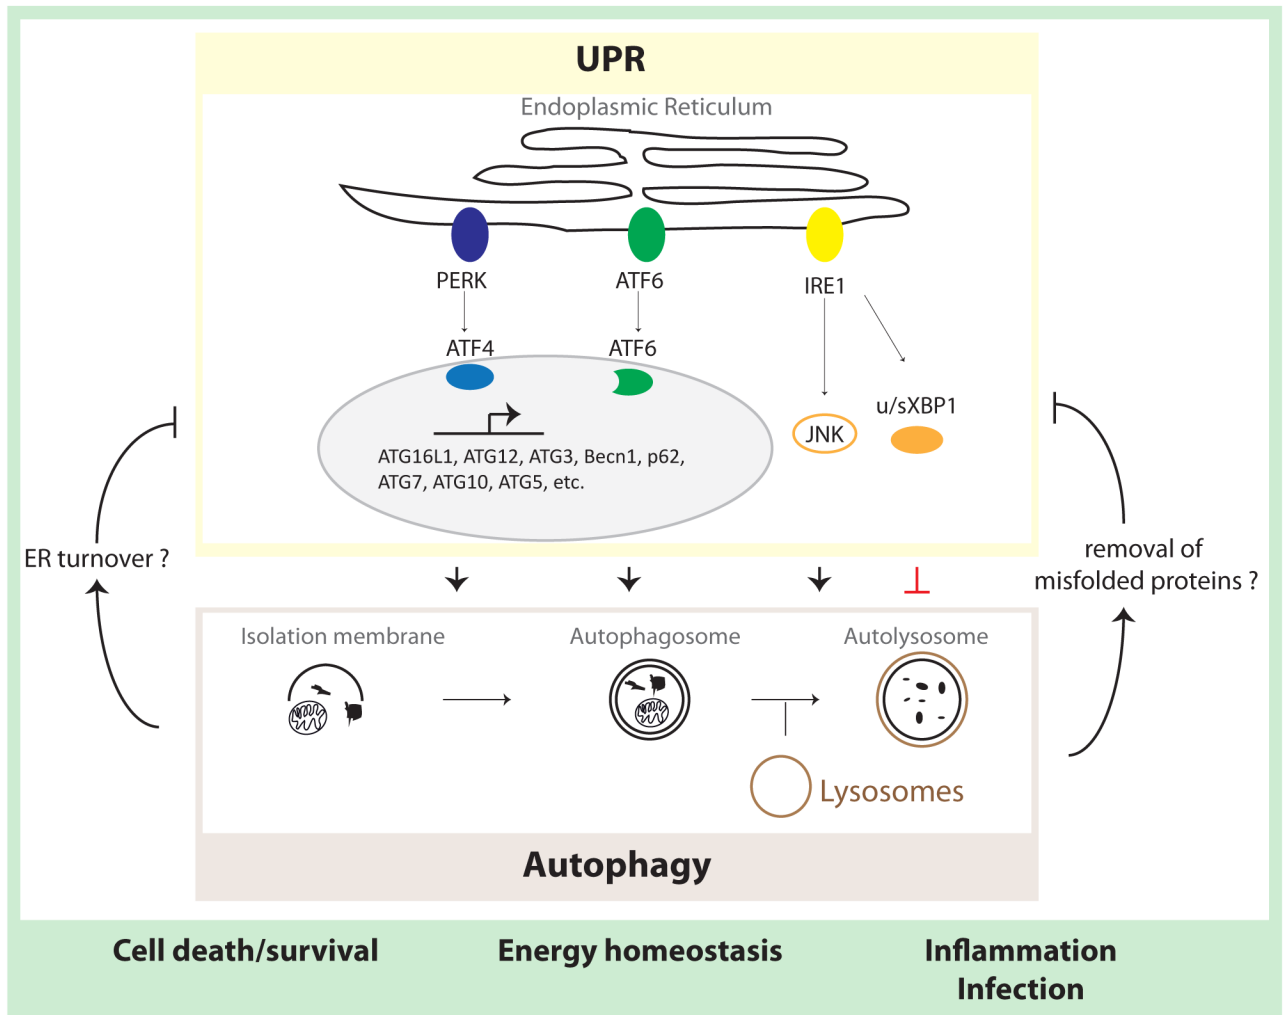 UPR
Endoplasmic Reticulum
PERK
ATF6
IRE1
ATF4
ATF6
u/sXBP1
JNK
ATG16L1, ATG12, ATG3, Becn1, p62,
ATG7, ATG10, ATG5, etc.
ER turnover ?
removal of
misfolded proteins ?
Isolation membrane
Autophagosome
Autolysosome
Lysosomes
Autophagy
Cell death/survival
Energy homeostasis
Inflammation
Infection